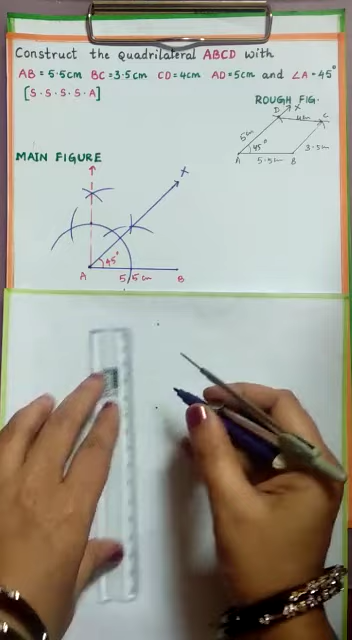 Construct the quadrilateral ABCD with
AB = 5.5cm BC = 3.5cm CD = 4cm AD = 5cm and ∠A = 45°
[S.S.S.S.A]
ROUGH FIG.
D X 4cm C
5cm
45° 3.5cm
A 5.5cm B
MAIN FIGURE
X
45°
A 5.5cm B